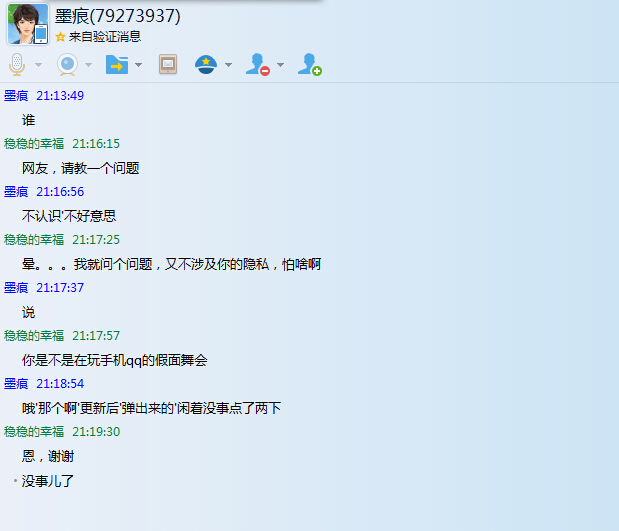 墨痕(79273937)
来自验证消息
墨痕 21:13:49
谁
稳稳的幸福 21:16:15
网友，请教一个问题
墨痕 21:16:56
不认识'不好意思
稳稳的幸福 21:17:25
晕。。。我就问个问题，又不涉及你的隐私，怕啥啊
墨痕 21:17:37
说
稳稳的幸福 21:17:57
你是不是在玩手机qq的假面舞会
墨痕 21:18:54
哦'那个啊'更新后'弹出来的'闲着没事点了两下
稳稳的幸福 21:19:30
恩，谢谢
没事儿了